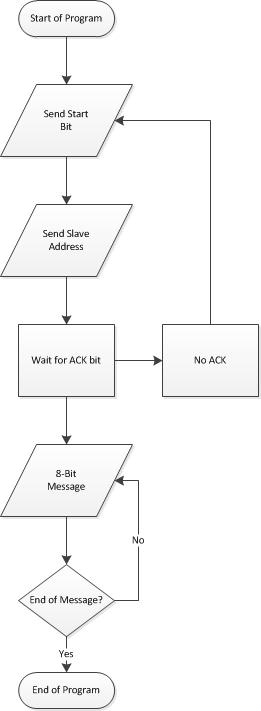 Start of Program
Send Start
Bit
Send Slave
Address
Wait for ACK bit
No ACK
8-Bit
Message
No
End of Message?
Yes
End of Program